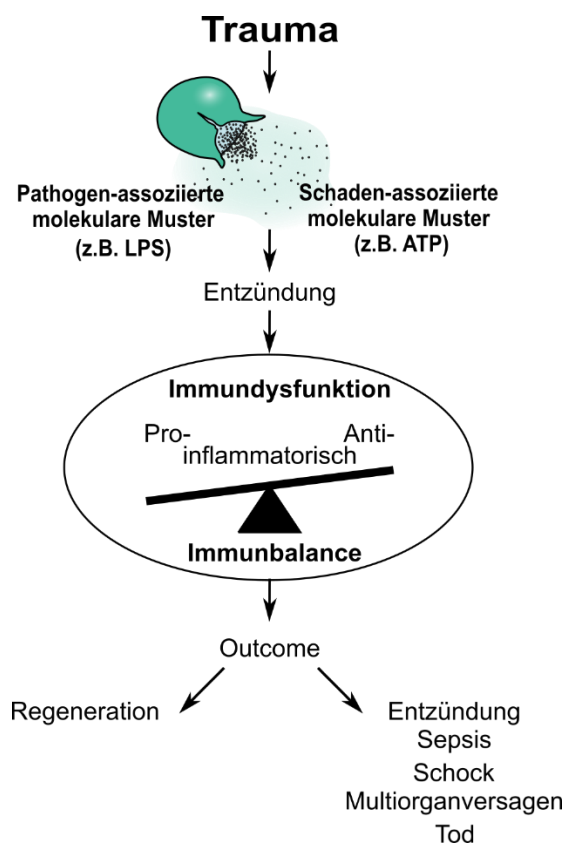 Trauma
Pathogen-assoziierte
molekulare Muster
(z.B. LPS)
Schaden-assoziierte
molekulare Muster
(z.B. ATP)
Entzündung
Immundysfunktion
Pro-
Anti-
inflammatorisch
Immunbalance
Outcome
Regeneration
Entzündung
Sepsis
Schock
Multiorganversagen
Tod